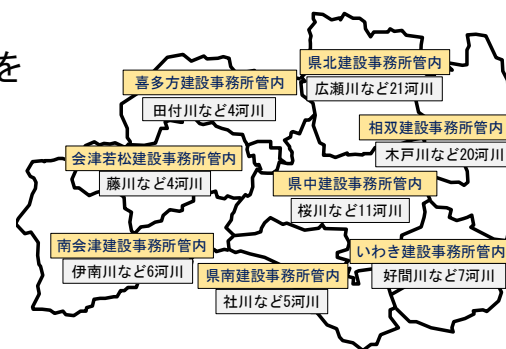 を
県北建設事務所管内
広瀬川など21河川
喜多方建設事務所管内
田付川など4河川
相双建設事務所管内
木戸川など20河川
会津若松建設事務所管内
藤川など4河川
県中建設事務所管内
桜川など11河川
南会津建設事務所管内
伊南川など6河川
いわき建設事務所管内
好間川など7河川
県南建設事務所管内
社川など5河川